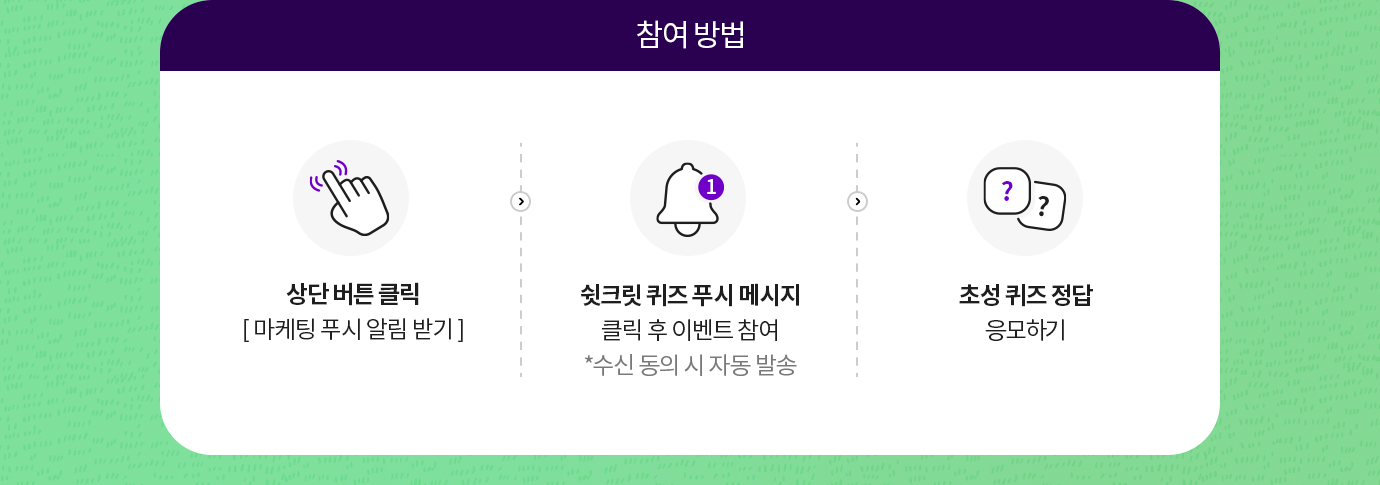 참여 방법
상단 버튼 클릭
[ 마케팅 푸시 알림 받기 ]
1
쉿크릿 퀴즈 푸시 메시지
클릭 후 이벤트 참여
*수신 동의 시 자동 발송
?
?
초성 퀴즈 정답
응모하기